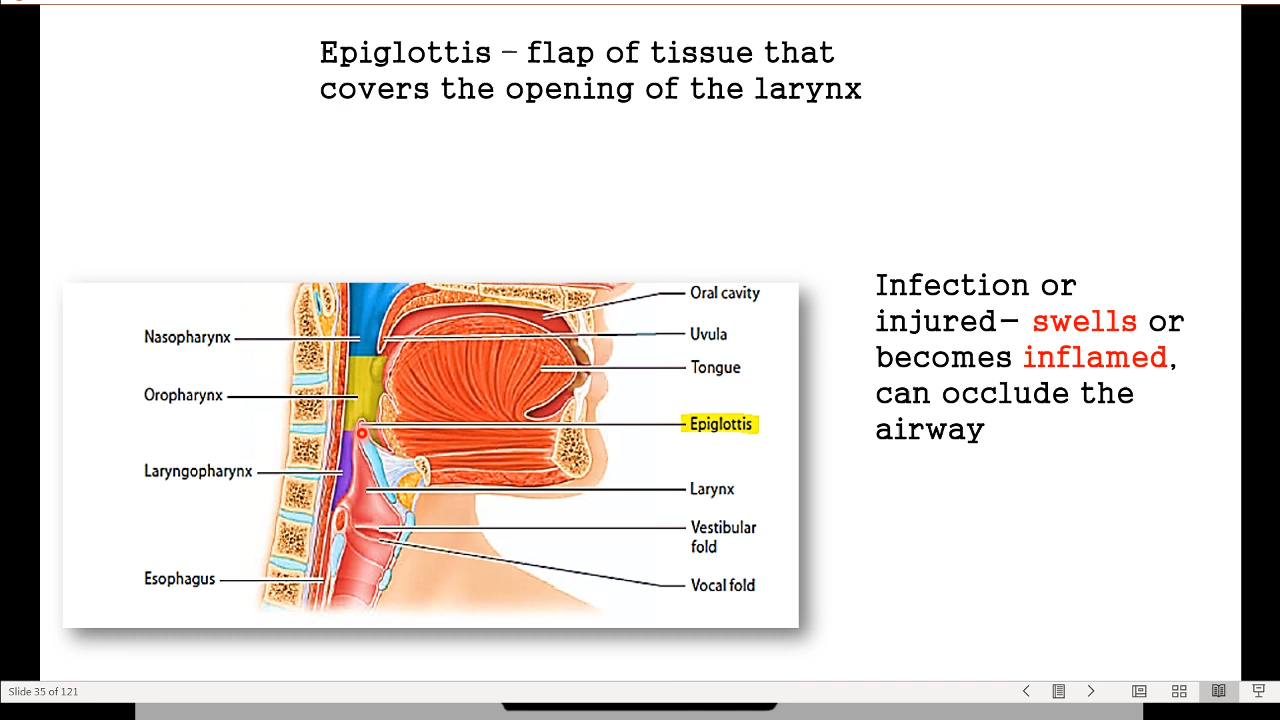 Epiglottis – flap of tissue that
covers the opening of the larynx
Infection or
injured– swells or
becomes inflamed,
can occlude the
airway
Nasopharynx
Oropharynx
Laryngopharynx
Esophagus
Oral cavity
Uvula
Tongue
Epiglottis
Larynx
Vestibular
fold
Vocal fold
Slide 35 of 121